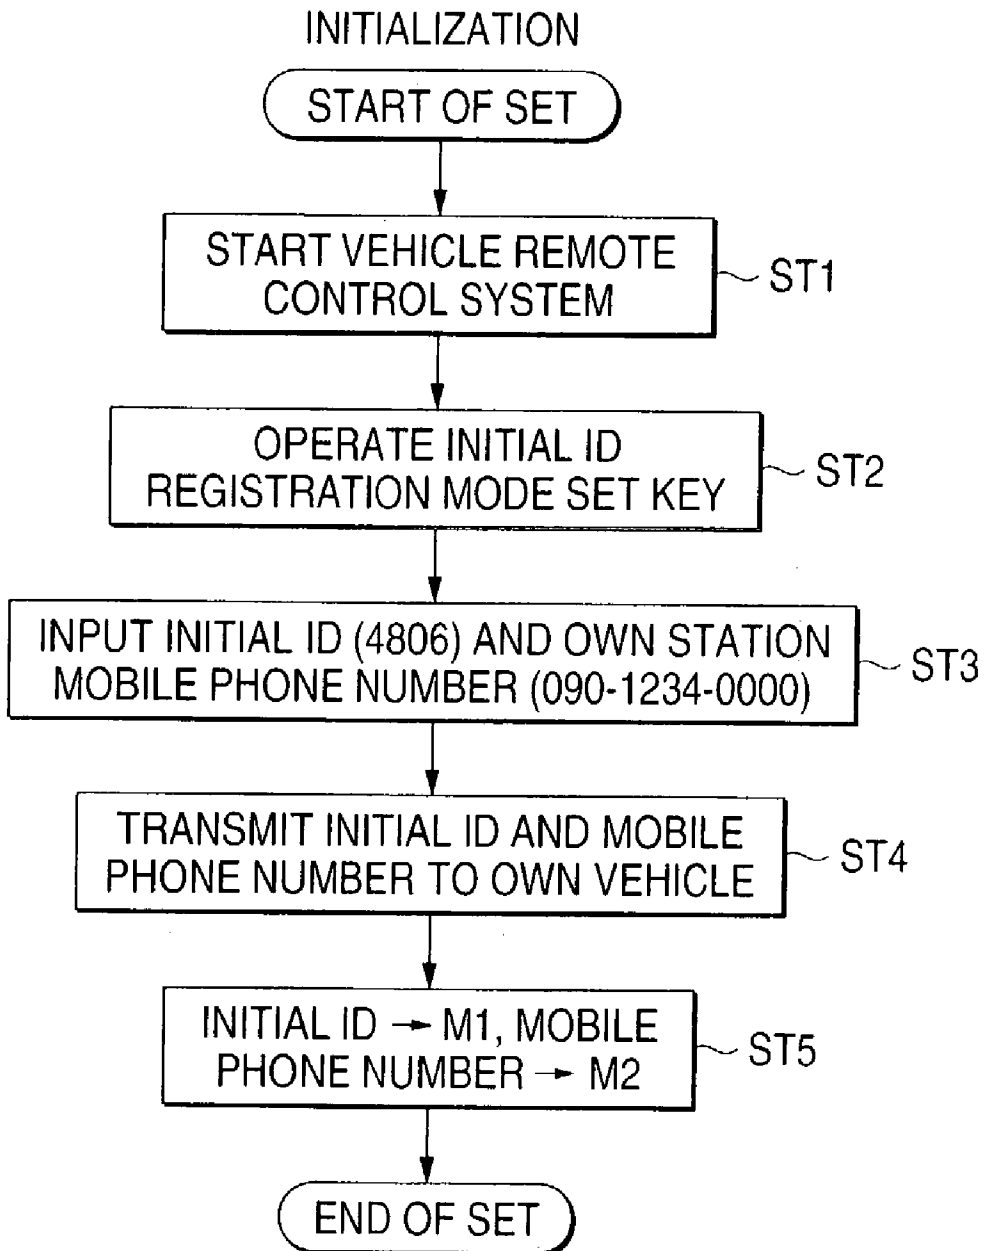 INITIALIZATION
START OF SET
START VEHICLE REMOTE
CONTROL SYSTEM
ST1
OPERATE INITIAL ID
REGISTRATION MODE SET KEY
ST2
INPUT INITIAL ID (4806) AND OWN STATION
MOBILE PHONE NUMBER (090-1234-0000)
ST3
TRANSMIT INITIAL ID AND MOBILE
PHONE NUMBER TO OWN VEHICLE
ST4
INITIAL ID → M1, MOBILE
PHONE NUMBER → M2
ST5
END OF SET